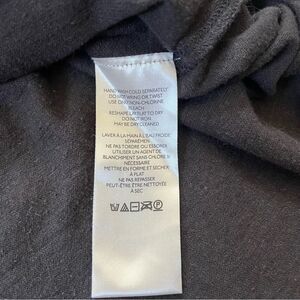 HAND WASH COLD SEPARATELY
DO NOT WRING OR TWIST
USE ONLY NON-CHLORINE
BLEACH
RESHAPE LAY FLAT TO DRY
DO NOT IRON
MAY BE DRY CLEANED
LAVER À LA MAIN À L'EAU FROIDE
SÉPARÉMEN
NE PAS TORDRE OU ESSORER
UTILISER UN AGENT DE
BLANCHIMENT SANS CHLORE SI
NÉCESSAIRE
METTRE EN FORME ET SÉCHER
À PLAT
NE PAS REPASSER
PEUT-ÊTRE ÊTRE NETTOYÉE
À SEC